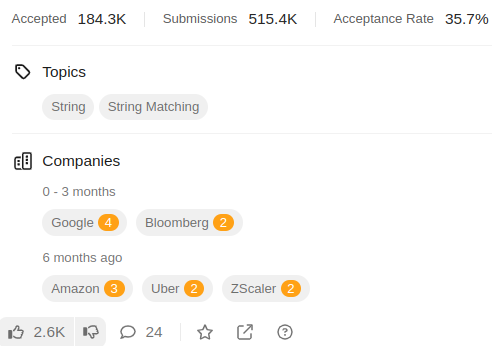 Accepted 184.3K Submissions 515.4K Acceptance Rate 35.7%
Topics
String String Matching
Companies
0 - 3 months
Google 4 Bloomberg 2
6 months ago
Amazon 3 Uber 2 ZScaler 2
2.6K 24